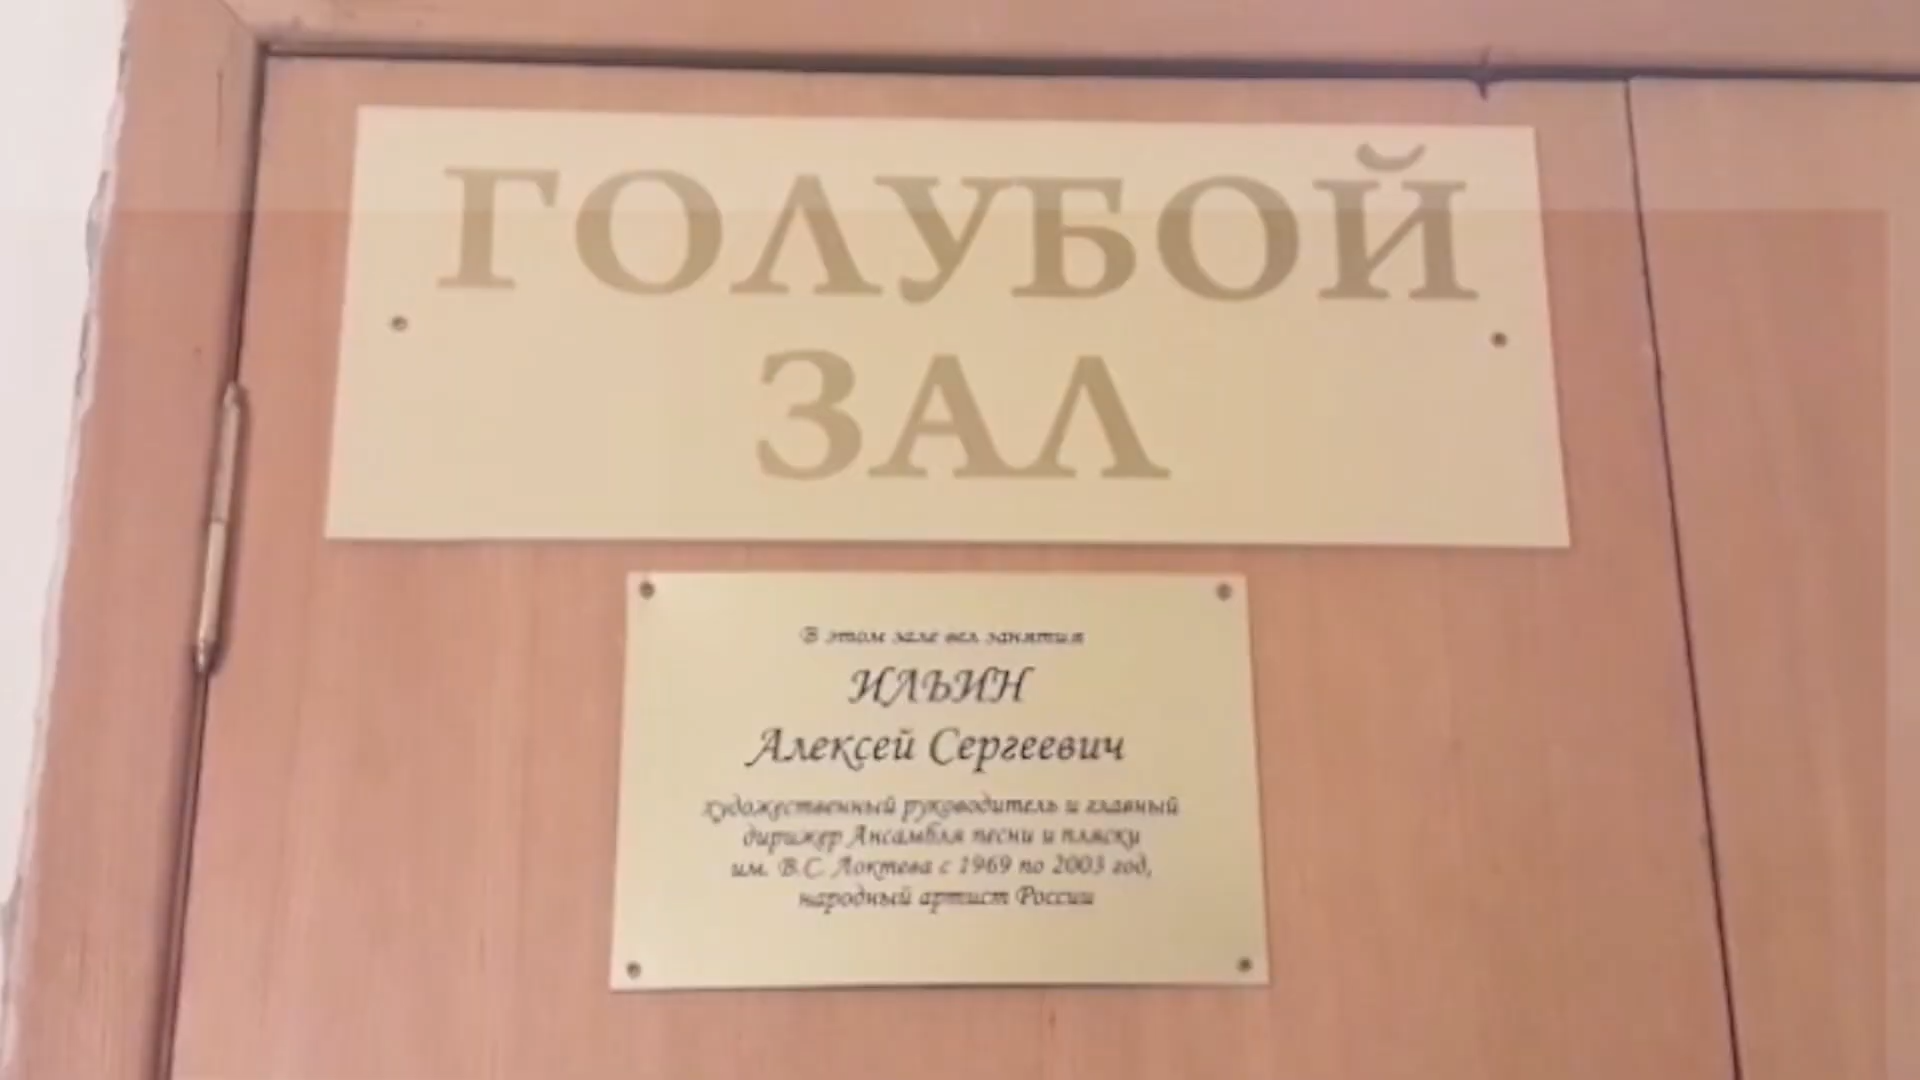 ГОЛУБОЙ
ЗАЛ
В этом зале вел занятия
ИЛЬИН
Алексей Сергеевич
художественный руководитель и главный
дирижер Ансамбля песни и пляски
им. В.С. Локтева с 1969 по 2003 год,
народный артист России